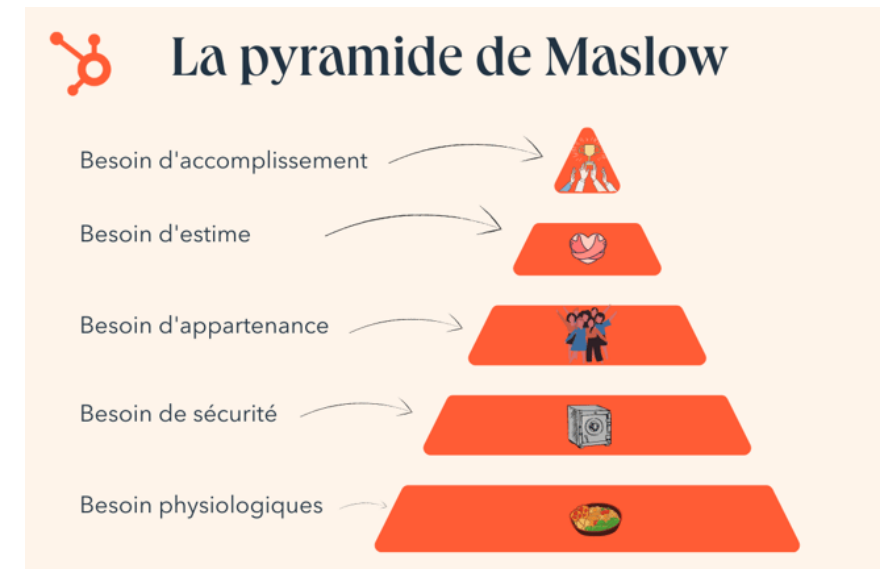 La pyramide de Maslow
Besoin d'accomplissement
Besoin d'estime
Besoin d'appartenance
Besoin de sécurité
Besoin physiologiques